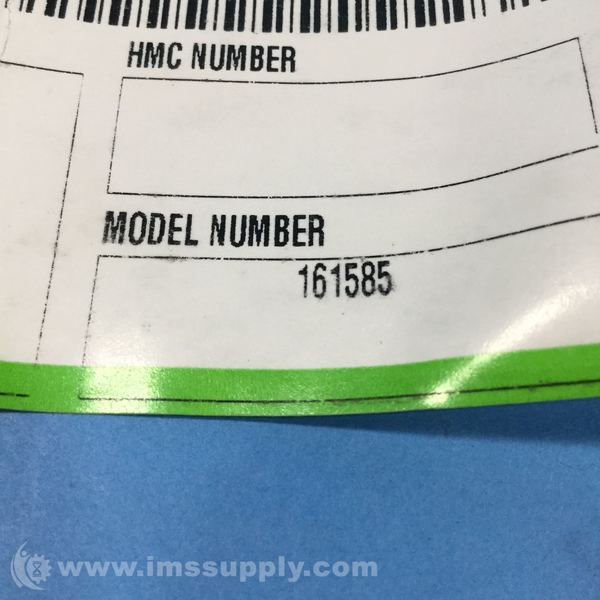 HMC NUMBER
MODEL NUMBER
161585
www.imssupply.com